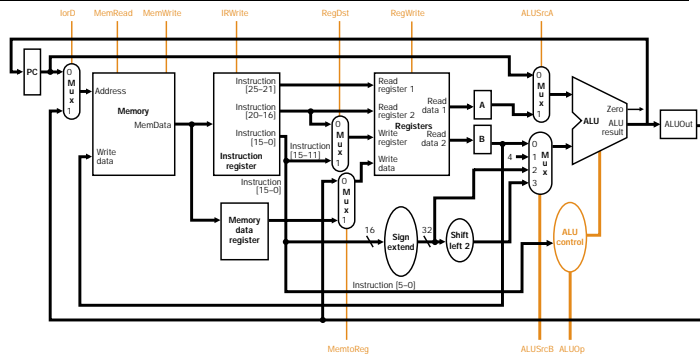 IorD MemRead MemWrite IRWrite RegDst RegWrite ALUSrcA
PC
0
M
u
x
1
Address
Memory
MemData
Write
data
Instruction
[25–21]
Instruction
[20–16]
Instruction
[15–0]
Instruction
register
Instruction
[15–0]
Memory
data
register
Instruction
[15–11]
0
M
u
x
1
0
M
u
x
1
Read
register 1
Read
register 2
Registers
Write
register
Write
data
Read
data 1
Read
data 2
A
B
4
0
M
u
x
1
0
1 M
u
2 x
3
Zero
ALU
ALU
result
ALUOut
16
Sign
extend
32
Shift
left 2
ALU
control
Instruction [5–0]
MemtoReg ALUSrcB ALUOp